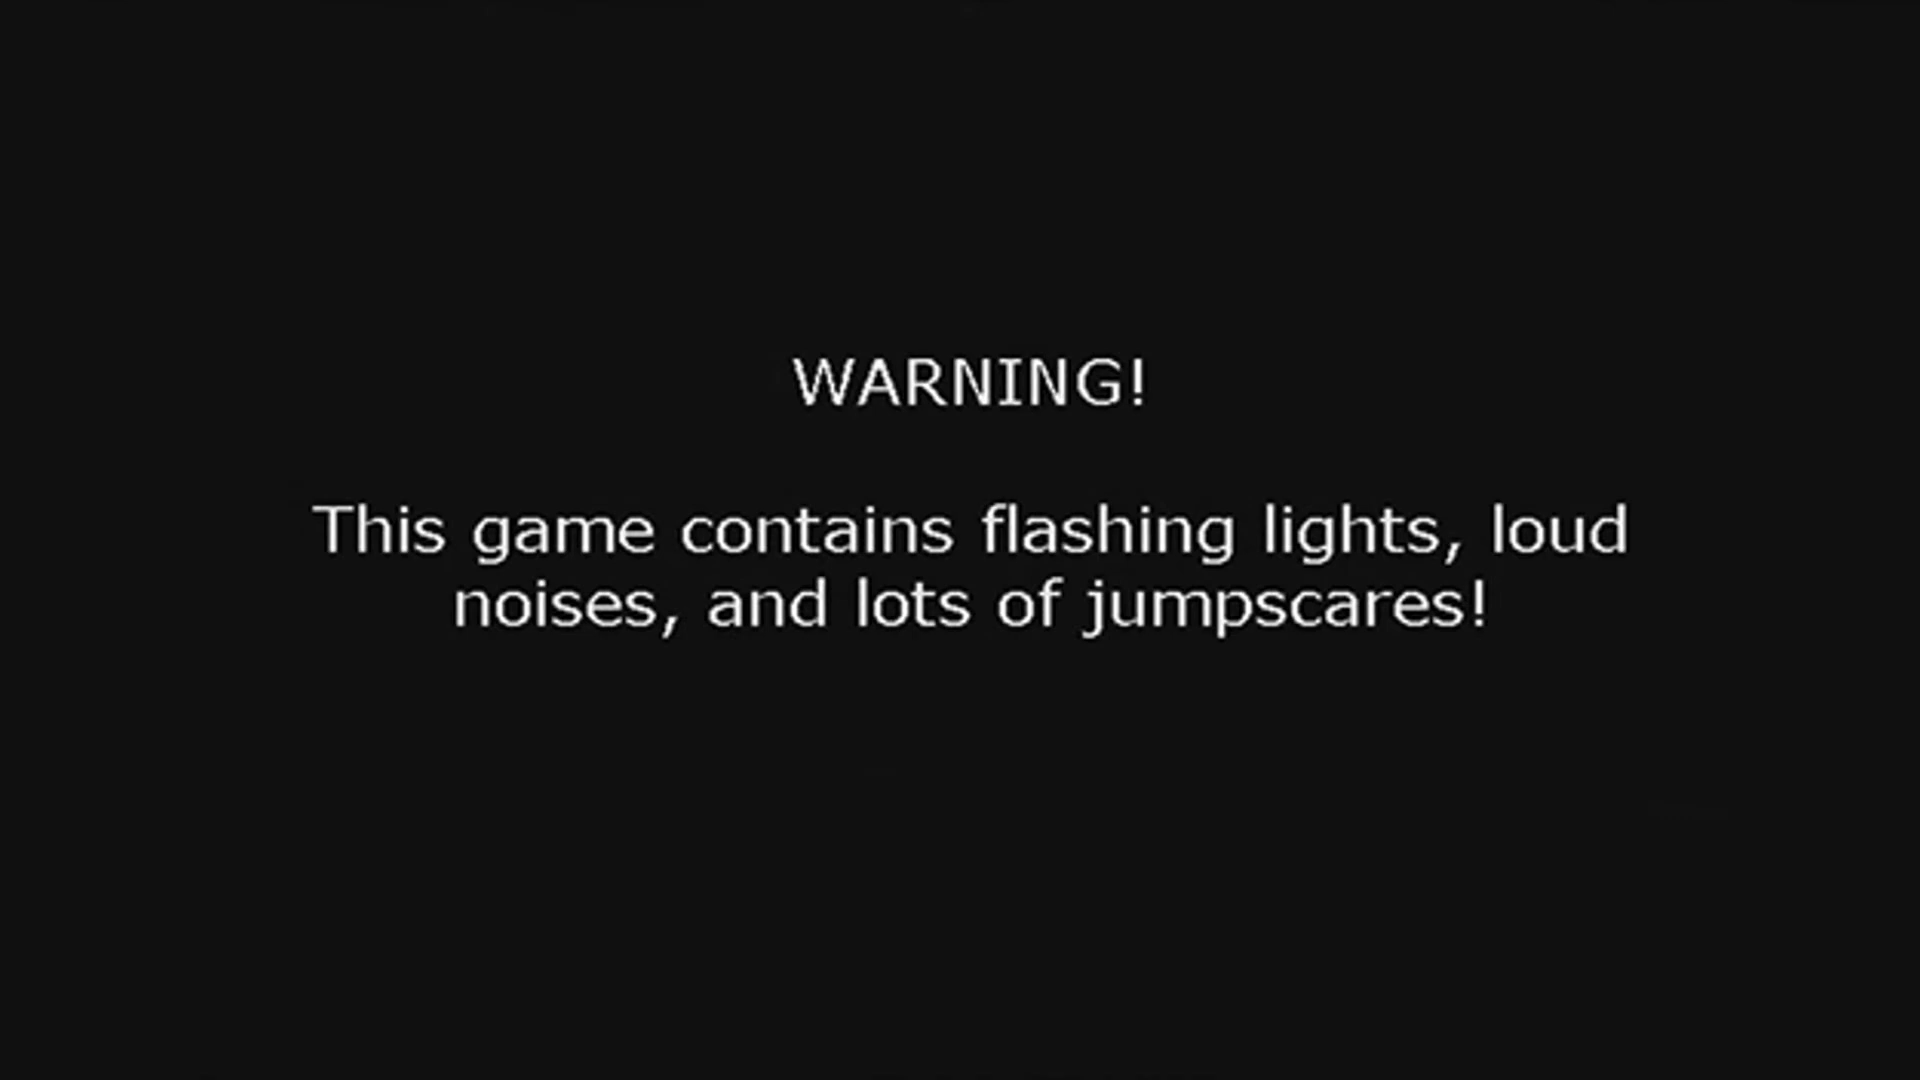 WARNING!
This game contains flashing lights, loud
noises, and lots of jumpscares!